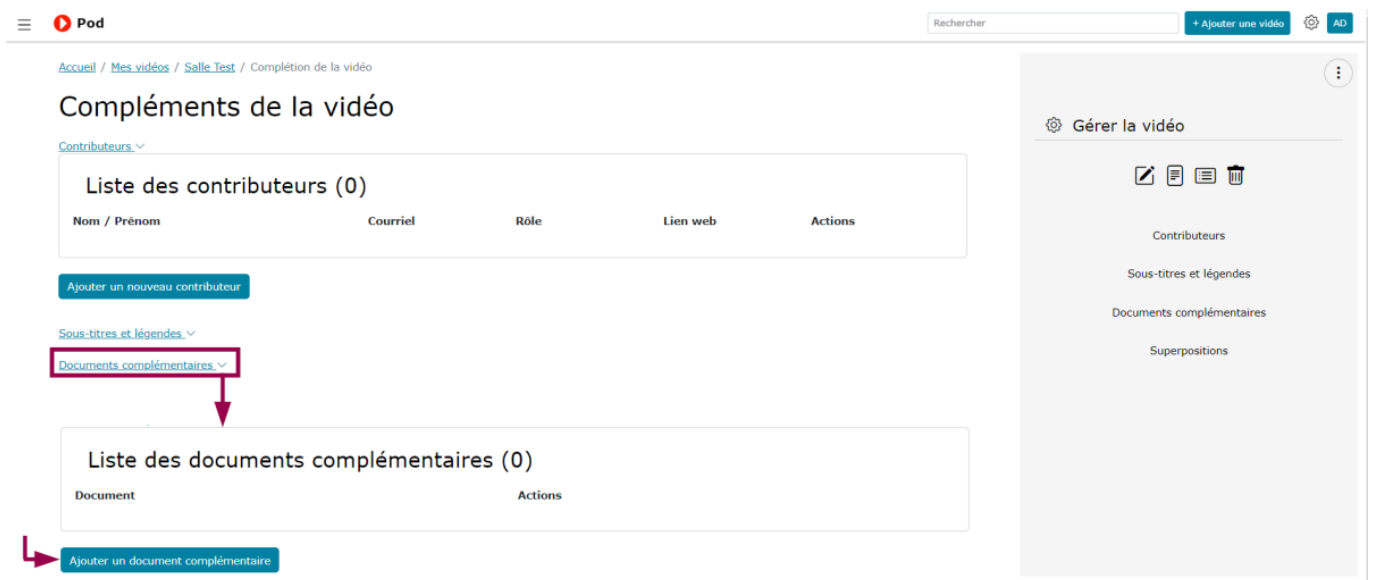 Pod
Rechercher
+ Ajouter une vidéo
AD
Accueil / Mes vidéos / Salle Test / Complétion de la vidéo
Compléments de la vidéo
Contributeurs
Liste des contributeurs (0)
Nom / Prénom Courriel Rôle Lien web Actions
Ajouter un nouveau contributeur
Sous-titres et légendes
Documents complémentaires
Liste des documents complémentaires (0)
Document Actions
Ajouter un document complémentaire
Gérer la vidéo
Contributeurs
Sous-titres et légendes
Documents complémentaires
Superpositions